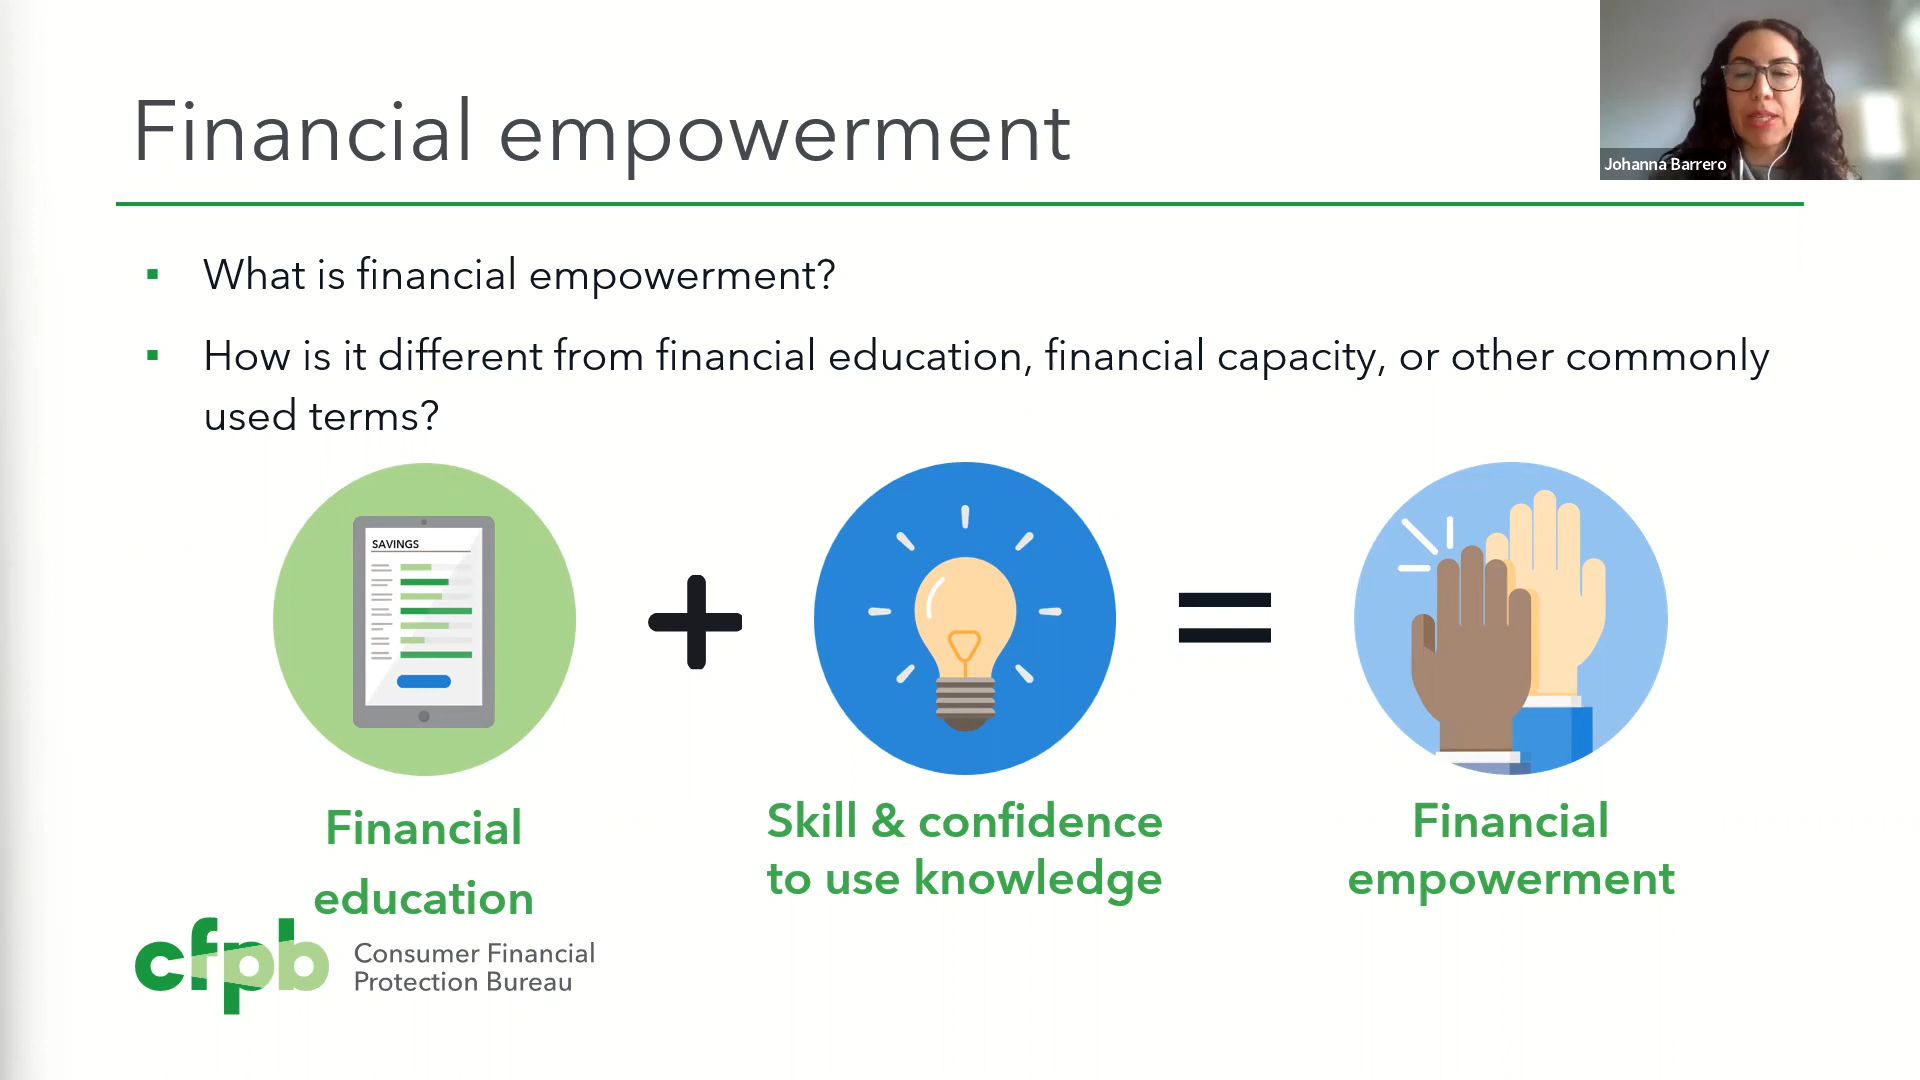 Financial empowerment
Johanna Barrero
▪ What is financial empowerment?
▪ How is it different from financial education, financial capacity, or other commonly
used terms?
SAVINGS
Financial
education
Skill & confidence
to use knowledge
Financial
empowerment
cfpb
Consumer Financial
Protection Bureau